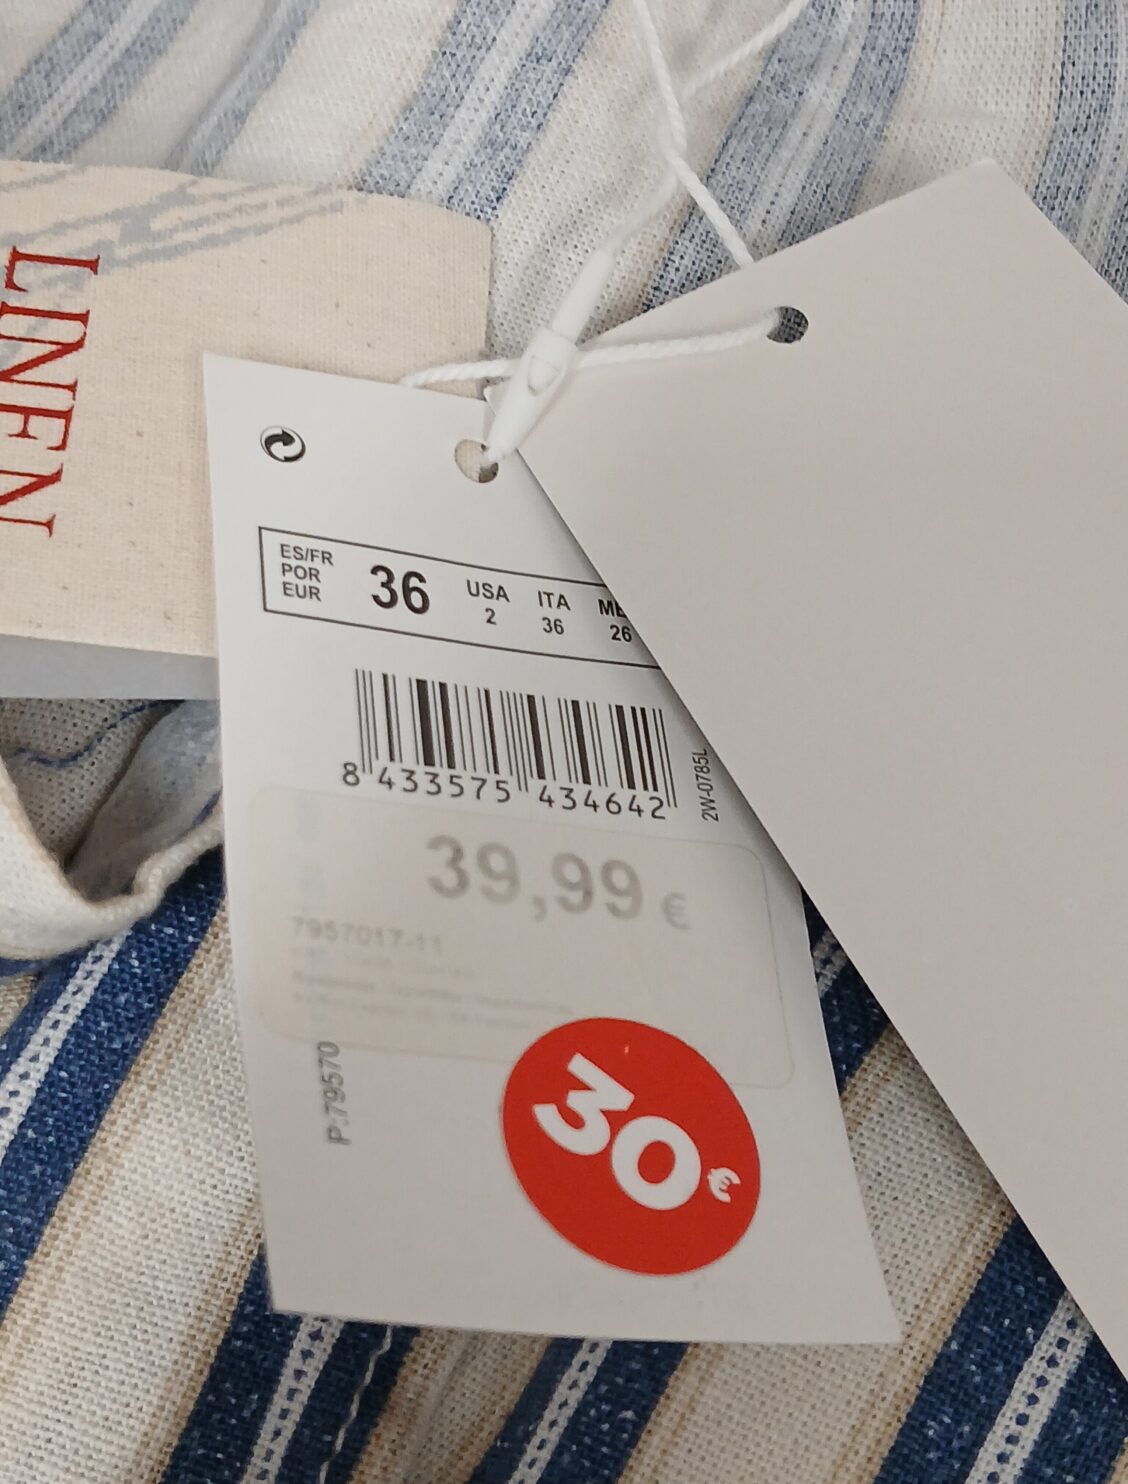 LINEN
ES/FR
POR
EUR
36
USA
2
ITA
36
26
8 433575 434642
2W-0785L
39,99 €
7957017-11
P:79570
30€